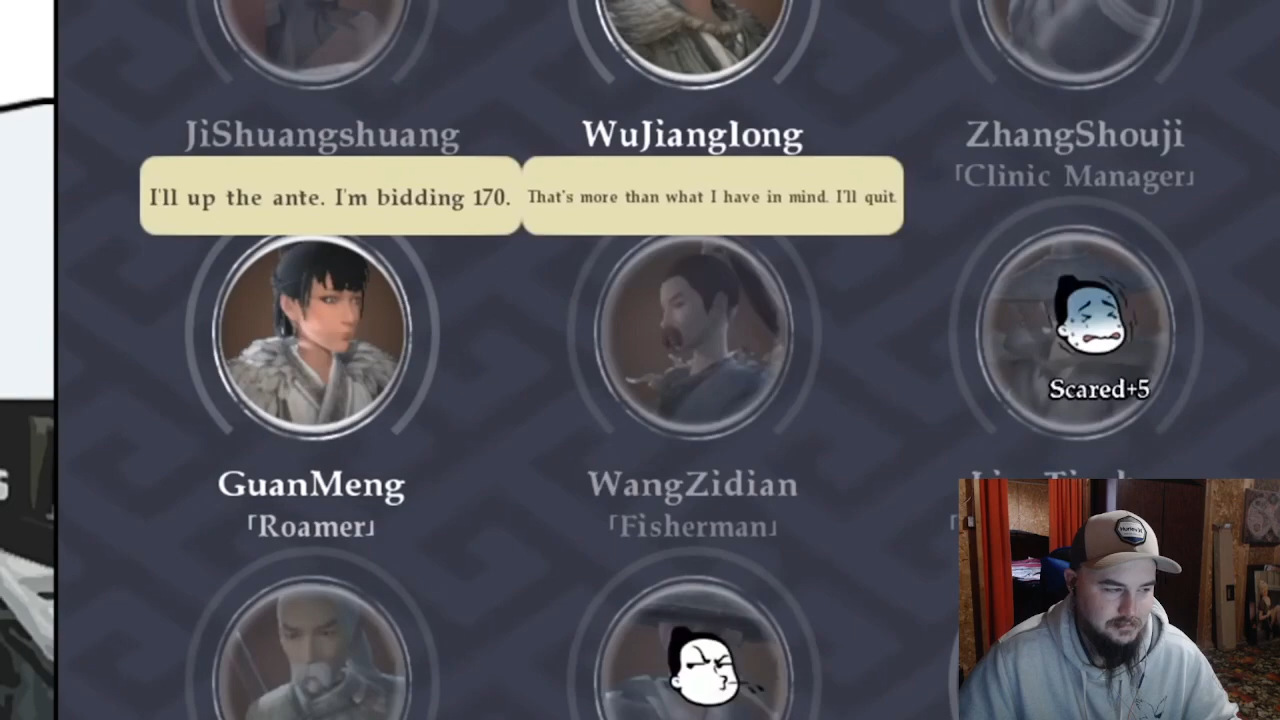 JiShuangshuang
WuJianglong
ZhangShouji
「Clinic Manager」
I'll up the ante. I'm bidding 170.
That's more than what I have in mind. I'll quit.
Scared+5
GuanMeng
「Roamer」
WangZidian
「Fisherman」